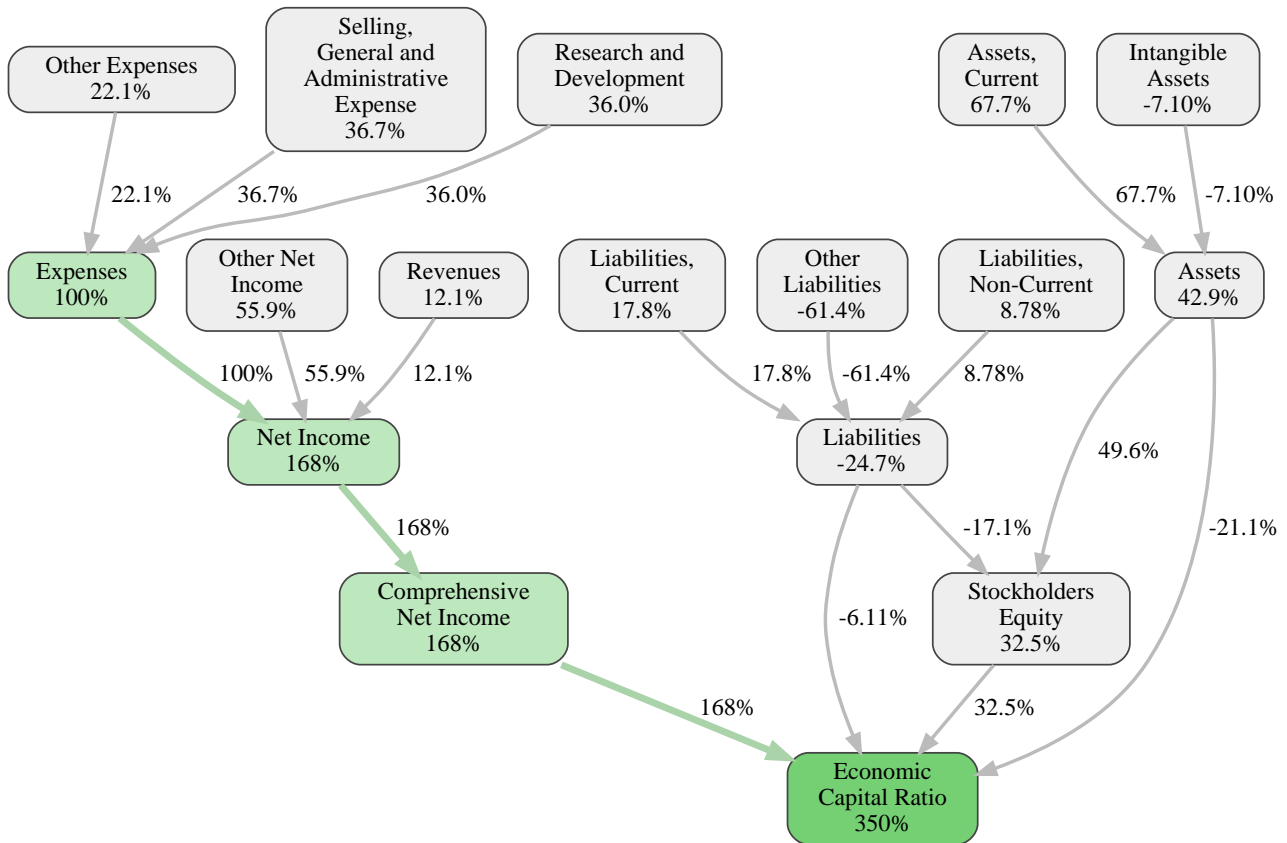 Other Expenses
22.1%
Selling,
General and
Administrative
Expense
36.7%
Research and
Development
36.0%
Assets,
Current
67.7%
Intangible
Assets
-7.10%
22.1%
36.7%
36.0%
67.7%
-7.10%
Expenses
100%
Other Net
Income
55.9%
Revenues
12.1%
Liabilities,
Current
17.8%
Other
Liabilities
-61.4%
Liabilities,
Non-Current
8.78%
Assets
42.9%
100%
55.9%
12.1%
17.8%
-61.4%
8.78%
Net Income
168%
Liabilities
-24.7%
49.6%
168%
-17.1%
-21.1%
Comprehensive
Net Income
168%
-6.11%
Stockholders
Equity
32.5%
168%
32.5%
Economic
Capital Ratio
350%